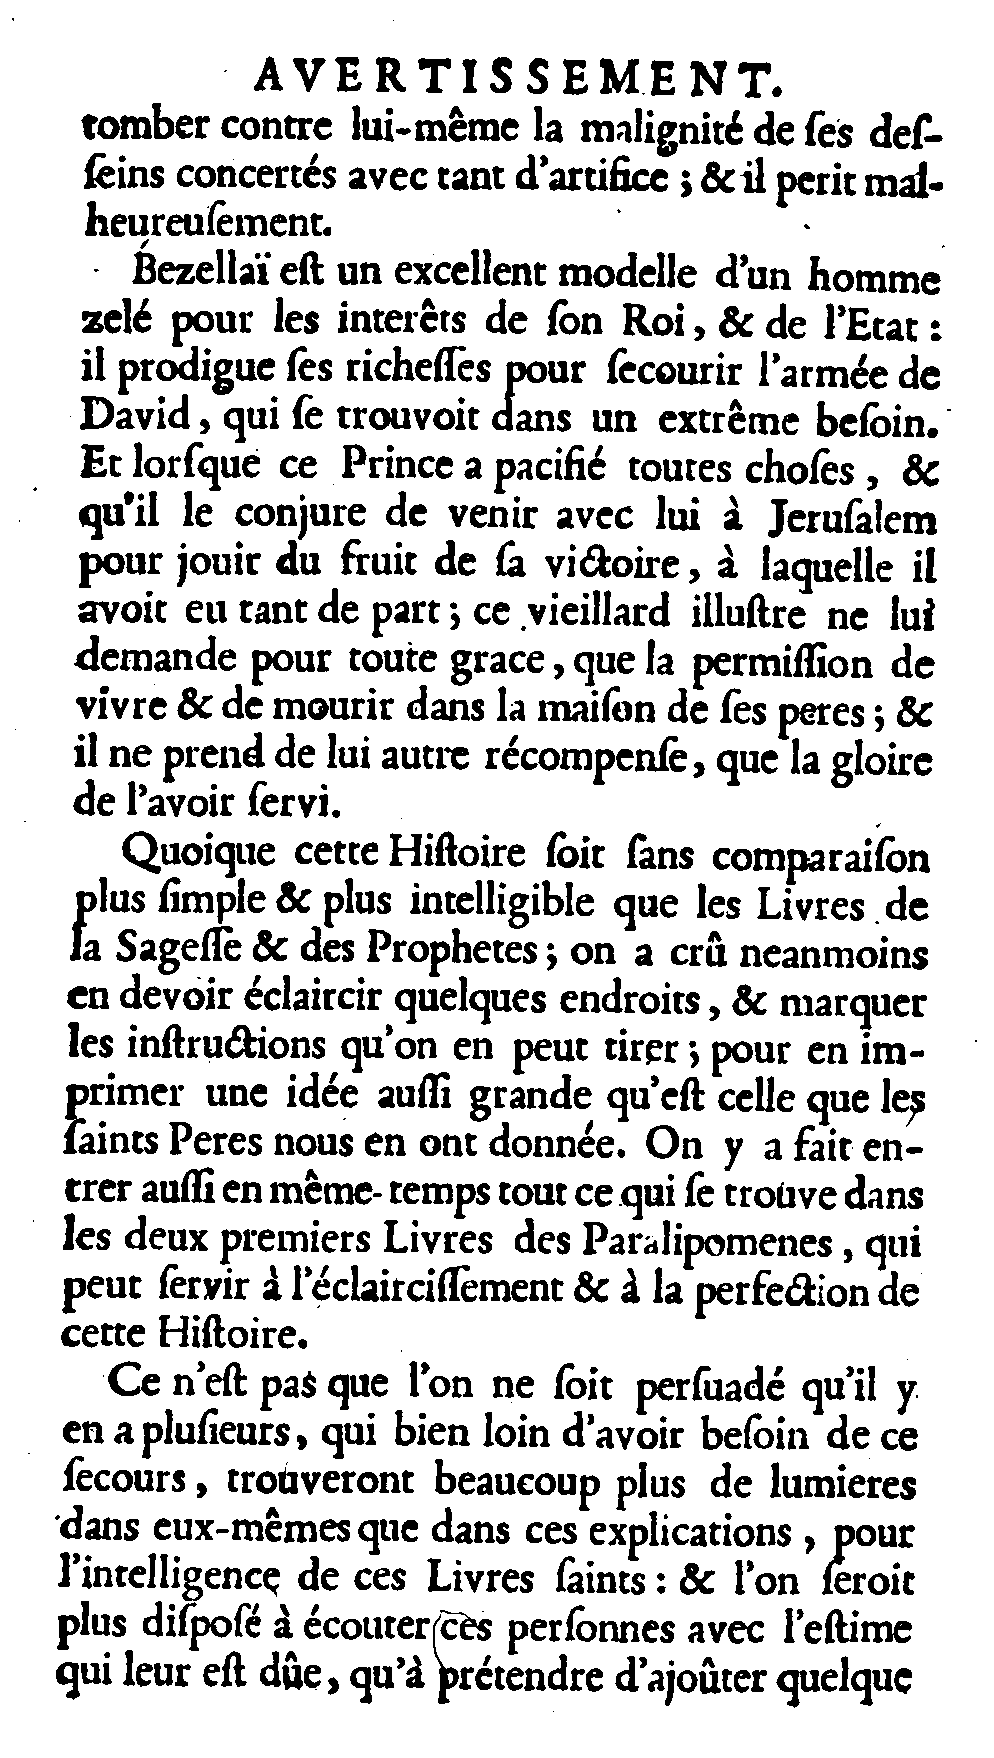 AVERTISSEMENT.
tomber contre lui-même la malignité de ſes deſ-
ſeins concertés avec tant d'artifice ; & il perit mal-
heureuſement.
Bezellaï eſt un excellent modelle d'un homme
zelé pour les interêts de ſon Roi, & de l'Etat :
il prodigue ſes richeſſes pour ſecourir l'armée de
David, qui ſe trouvoit dans un extrême beſoin.
Et lorſque ce Prince a pacifié toutes choſes, &
qu'il le conjure de venir avec lui à Jeruſalem
pour jouir du fruit de ſa victoire, à laquelle il
avoit eu tant de part ; ce vieillard illuſtre ne lui
demande pour toute grace, que la permiſſion de
vivre & de mourir dans la maiſon de ſes peres ; &
il ne prend de lui autre récompenſe, que la gloire
de l'avoir ſervi.
Quoique cette Hiſtoire ſoit ſans comparaiſon
plus ſimple & plus intelligible que les Livres de
la Sageſſe & des Prophetes ; on a crû neanmoins
en devoir éclaircir quelques endroits, & marquer
les inſtructions qu'on en peut tirer ; pour en im-
primer une idée auſſi grande qu'eſt celle que les
ſaints Peres nous en ont donnée. On y a fait en-
trer auſſi en même-temps tout ce qui ſe trouve dans
les deux premiers Livres des Paralipomenes, qui
peut ſervir à l'éclairciſſement & à la perfection de
cette Hiſtoire.
Ce n'eſt pas que l'on ne ſoit perſuadé qu'il y
en a pluſieurs, qui bien loin d'avoir beſoin de ce
ſecours, trouveront beaucoup plus de lumieres
dans eux-mêmes que dans ces explications, pour
l'intelligence de ces Livres ſaints : & l'on ſeroit
plus diſpoſé à écouter ces perſonnes avec l'eſtime
qui leur eſt dûe, qu'à prétendre d'ajoûter quelque